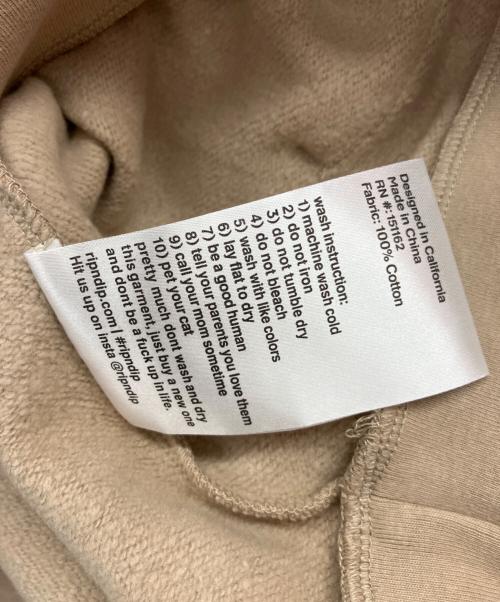 Designed in California
Made in China
RN #:151162
Fabric: 100% Cotton
wash instruction:
1) machine wash cold
2) do not iron
3) do not tumble dry
4) do not bleach
5) wash with like colors
6) lay flat to dry
7) be a good human
8) tell your parents you love them
9) call your mom sometime
10) pet your cat
pretty much dont wash and dry
this garment, just buy a new one
and dont be a fuck up in life.
ripndip.com | #ripndip
Hit us up on insta @ripndip